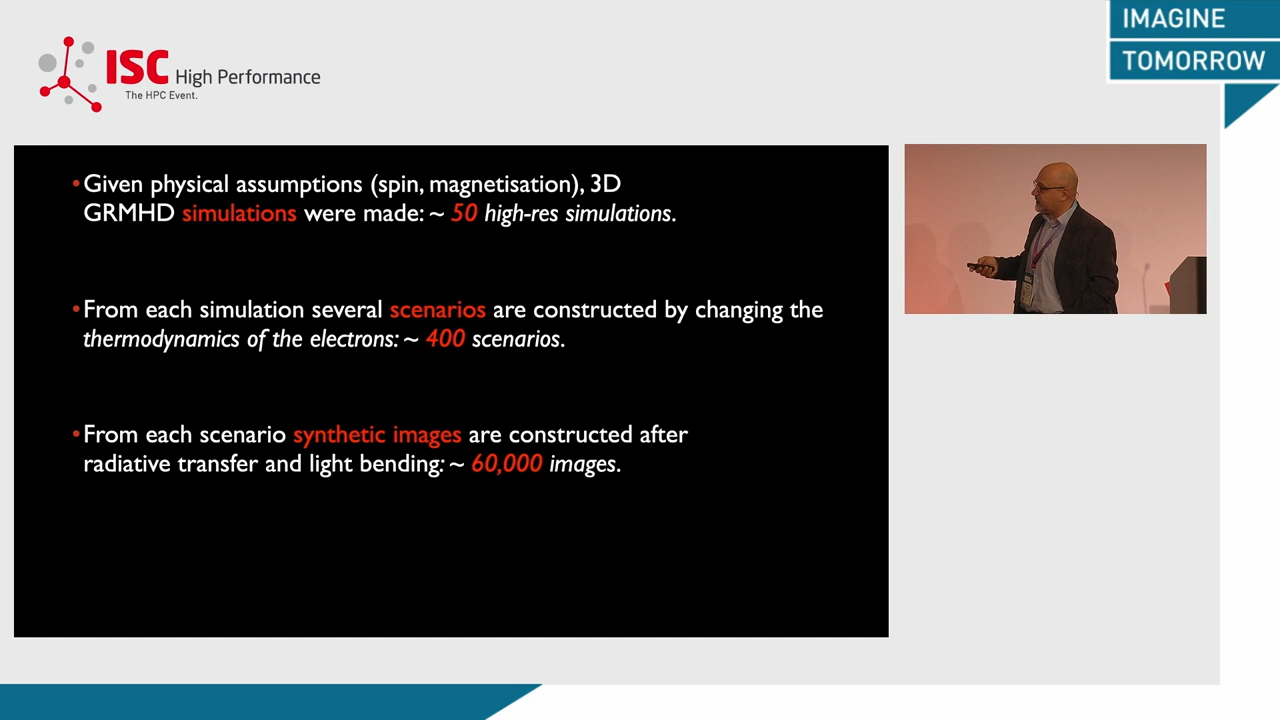 IMAGINE
TOMORROW
ISC High Performance
The HPC Event.
•Given physical assumptions (spin, magnetisation), 3D
GRMHD simulations were made: ~ 50 high-res simulations.
•From each simulation several scenarios are constructed by changing the
thermodynamics of the electrons: ~ 400 scenarios.
•From each scenario synthetic images are constructed after
radiative transfer and light bending: ~ 60,000 images.